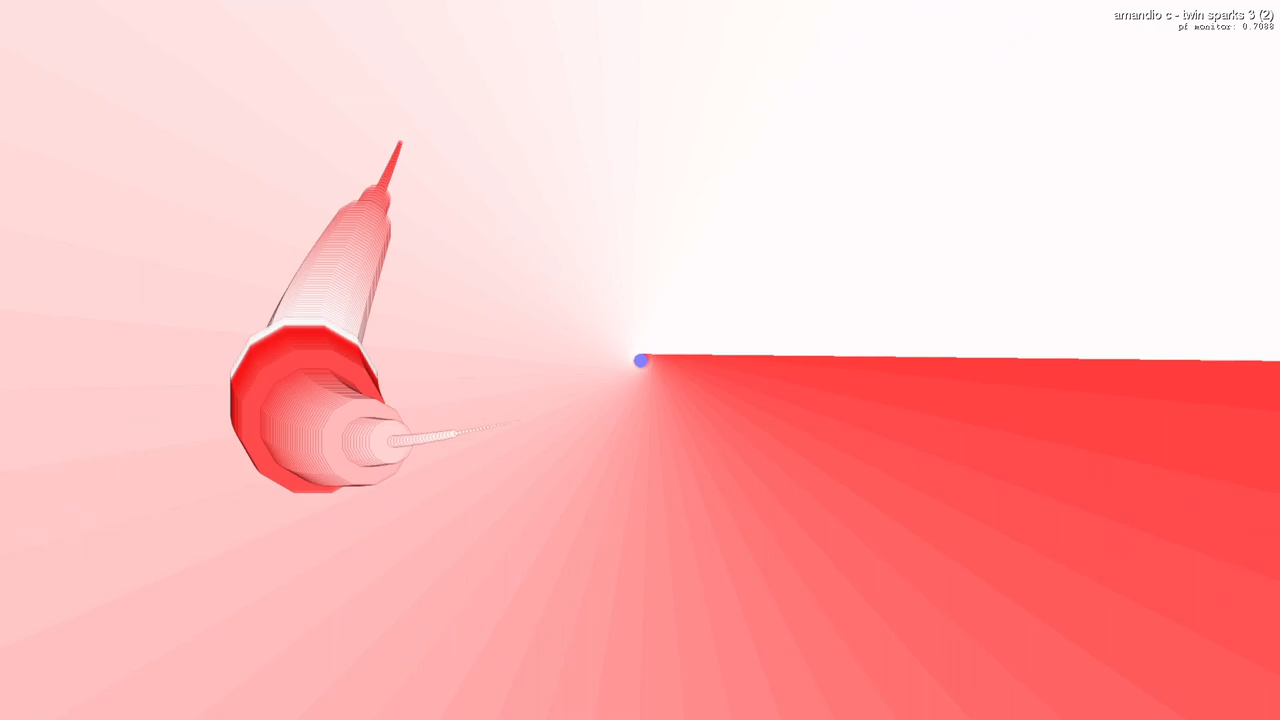 amandio c - twin sparks 3 (2)
pf monitor: 0.7088